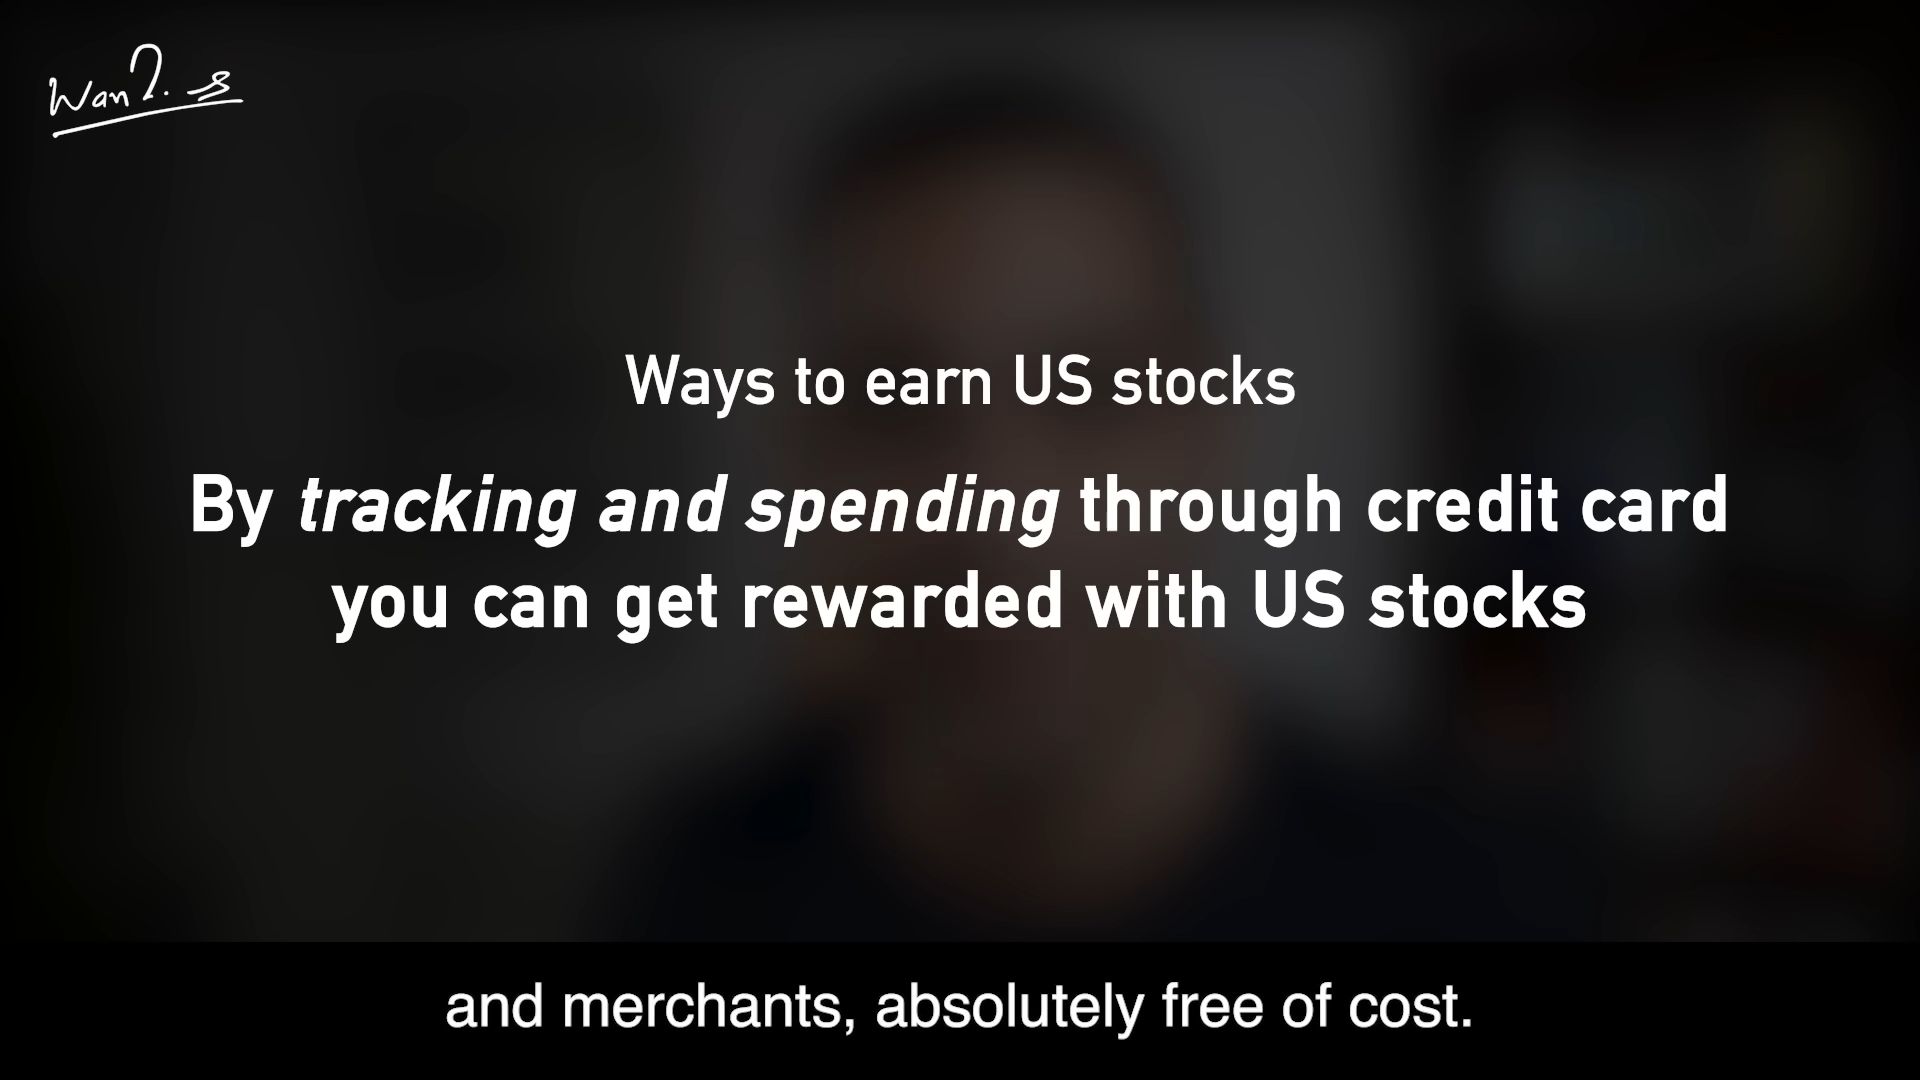 Ways to earn US stocks
By tracking and spending through credit card
you can get rewarded with US stocks
and merchants, absolutely free of cost.